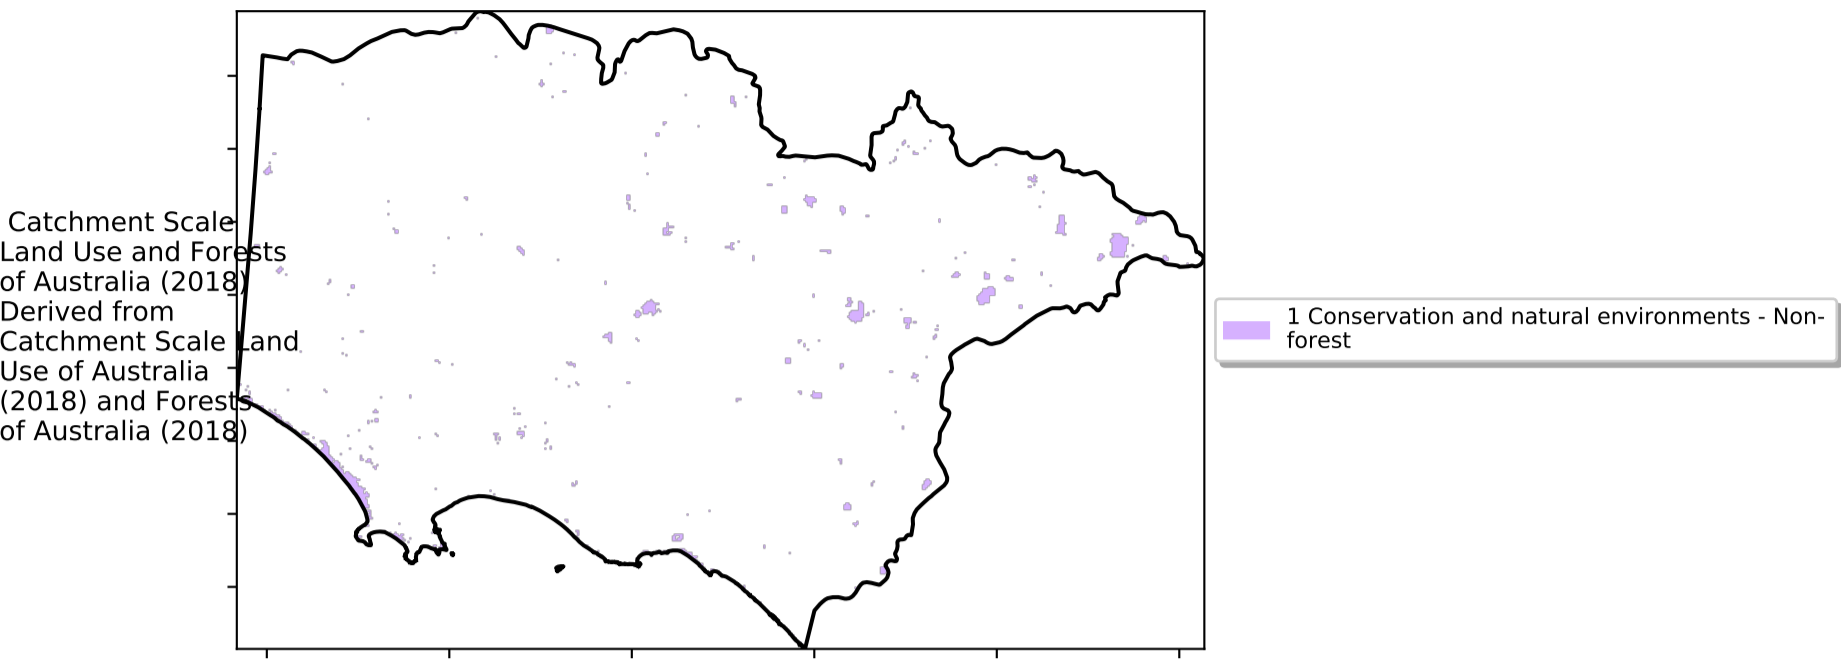 Catchment Scale
Land Use and Forests
of Australia (2018)
Derived from
Catchment Scale Land
Use of Australia
(2018) and Forests
of Australia (2018)
1 Conservation and natural environments - Non-
forest